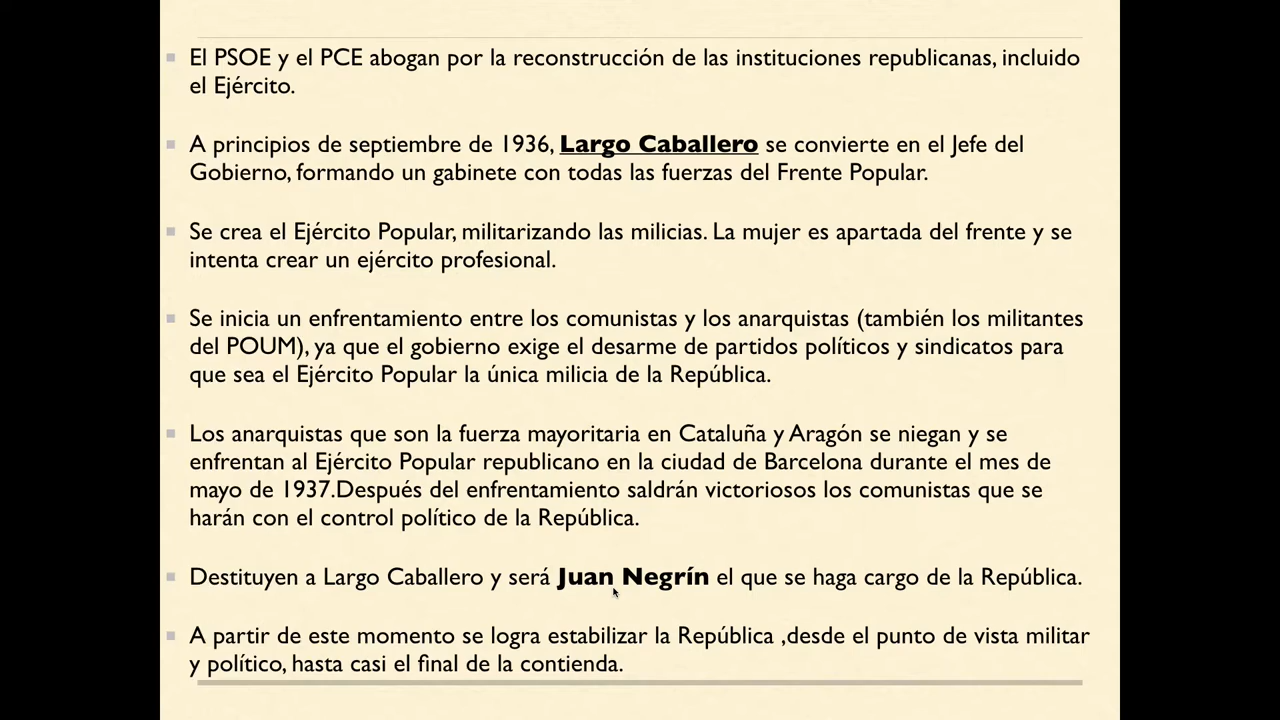 El PSOE y el PCE abogan por la reconstrucción de las instituciones republicanas, incluido
el Ejército.
A principios de septiembre de 1936, Largo Caballero se convierte en el Jefe del
Gobierno, formando un gabinete con todas las fuerzas del Frente Popular.
Se crea el Ejército Popular, militarizando las milicias. La mujer es apartada del frente y se
intenta crear un ejército profesional.
Se inicia un enfrentamiento entre los comunistas y los anarquistas (también los militantes
del POUM), ya que el gobierno exige el desarme de partidos políticos y sindicatos para
que sea el Ejército Popular la única milicia de la República.
Los anarquistas que son la fuerza mayoritaria en Cataluña y Aragón se niegan y se
enfrentan al Ejército Popular republicano en la ciudad de Barcelona durante el mes de
mayo de 1937.Después del enfrentamiento saldrán victoriosos los comunistas que se
harán con el control político de la República.
Destituyen a Largo Caballero y será Juan Negrín el que se haga cargo de la República.
A partir de este momento se logra estabilizar la República ,desde el punto de vista militar
y político, hasta casi el final de la contienda.